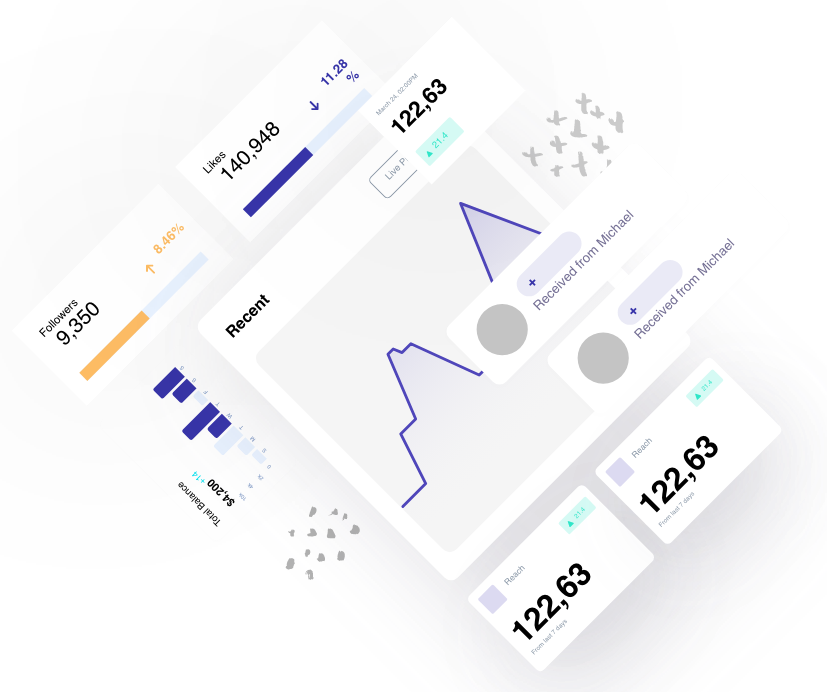 11.28
%
Likes
140,948
March 24, 02:00PM
122,63
21.4
Live P
8.46%
Followers
9,350
Recent
Received from Michael
Received from Michael
Total Balance
$4,200
+14
21.4
Reach
122,63
From last 7 days
21.4
Reach
122,63
From last 7 days